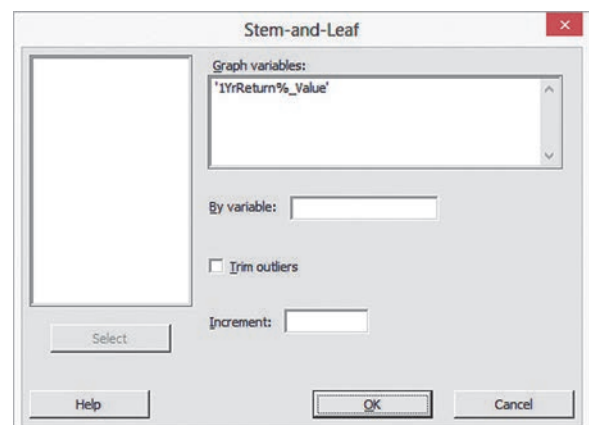 Stem-and-Leaf
Graph variables:
'1YrReturn%_Value'
By variable:
Trim outliers
Increment:
Select
Help
OK
Cancel